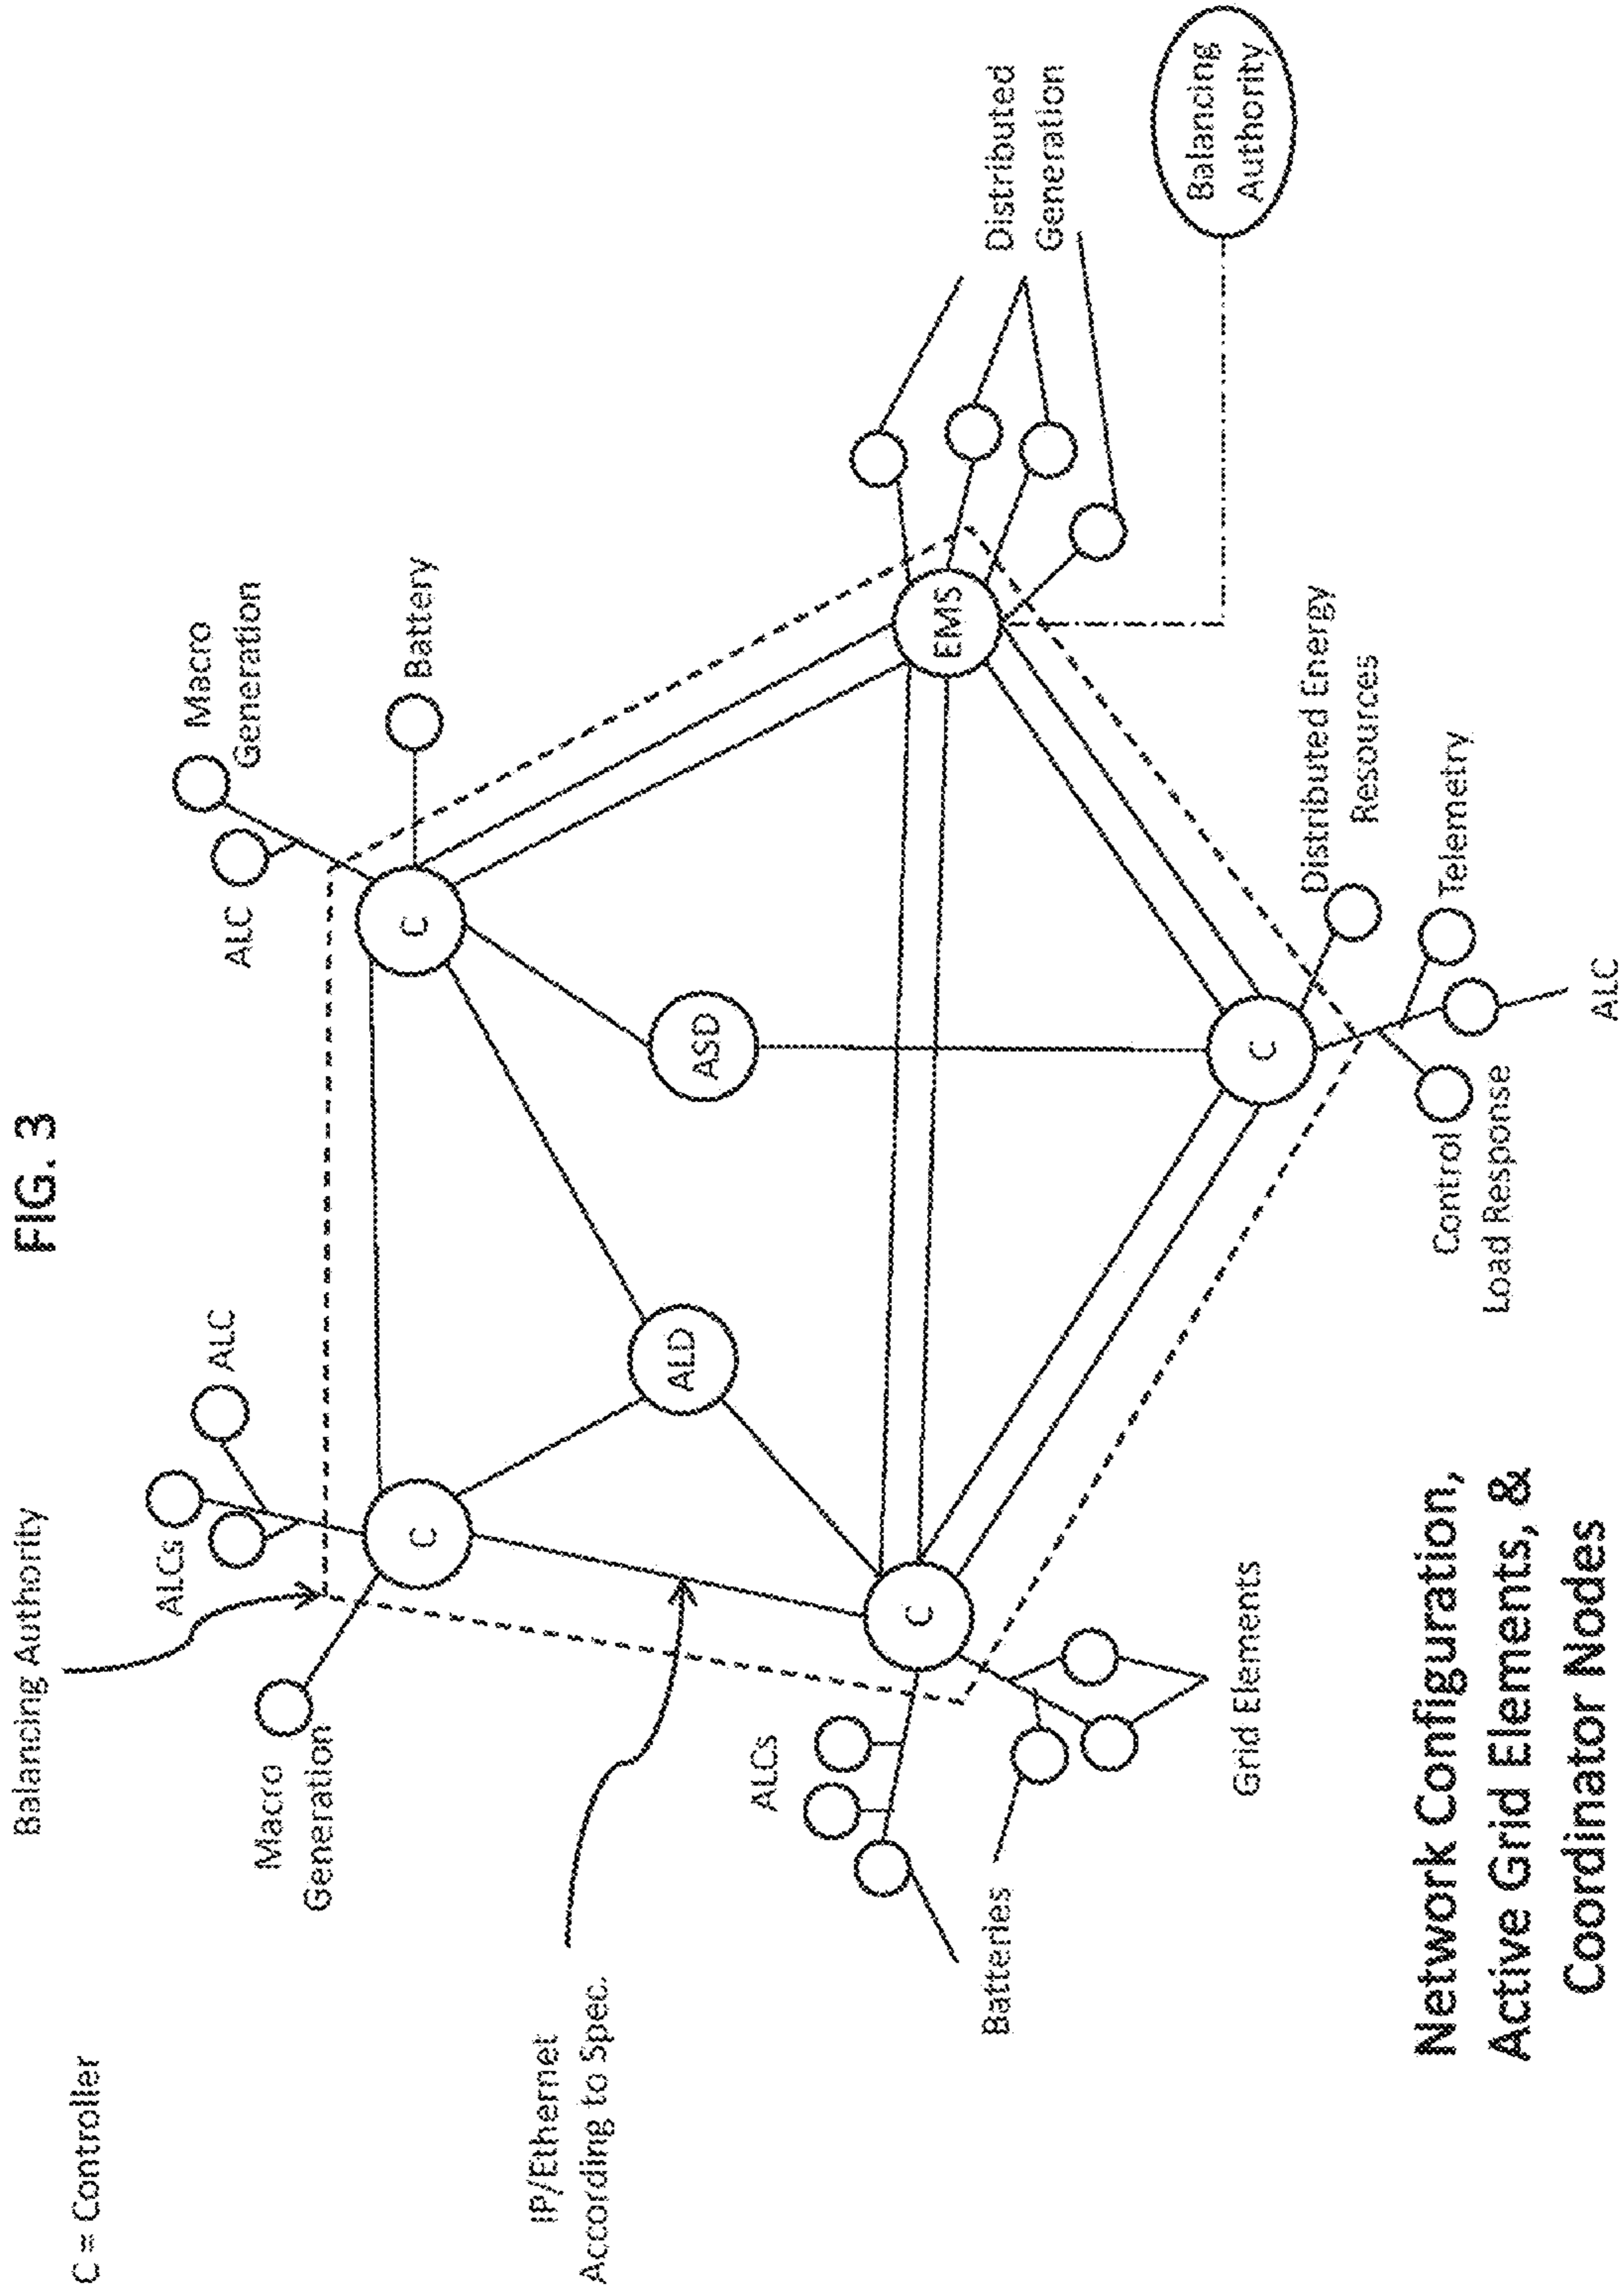 FIG. 3
C = Controller
Balancing Authority
ALCs
ALC
Macro
Generation
ALC
Macro
Generation
Battery
C
C
IP/Ethernet
According to Spec.
ALD
ASD
ALCs
Batteries
C
EMS
Distributed
Generation
Grid Elements
C
Balancing
Authority
Distributed Energy
Resources
Control
Load Response
Telemetry
ALC
Network Configuration,
Active Grid Elements, &
Coordinator Nodes